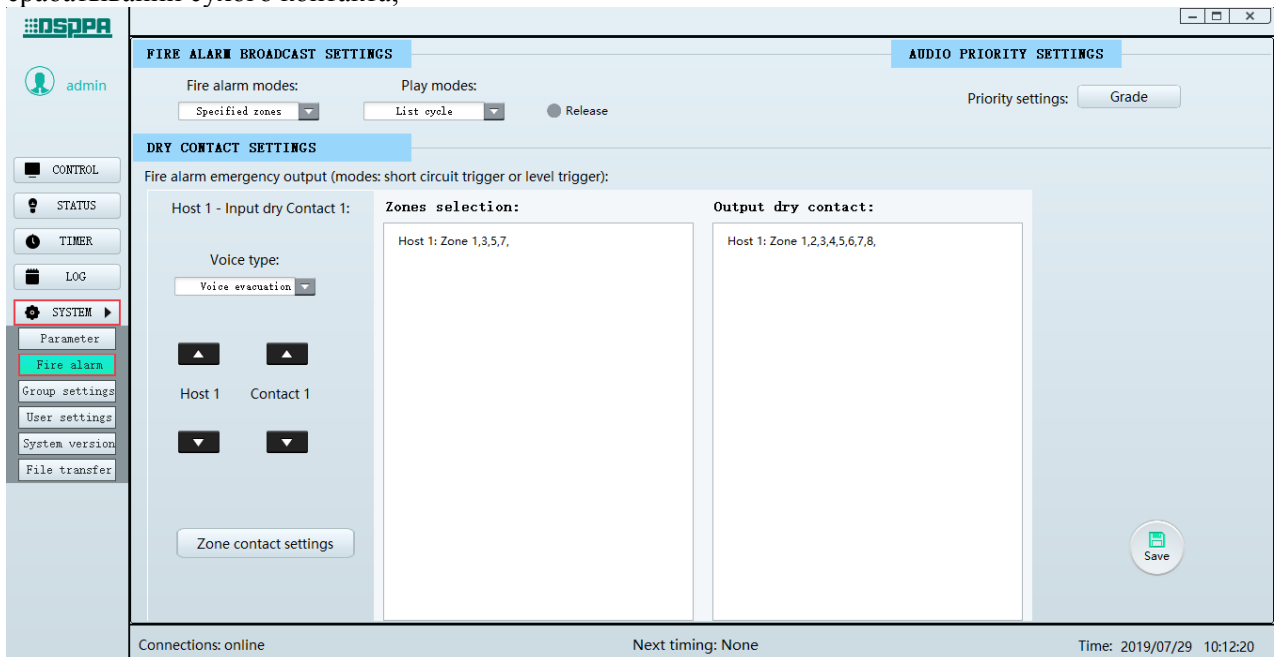 срабатывании сухого контакта;
DSPPA
admin
CONTROL
STATUS
TIMER
LOG
SYSTEM
Parameter
Fire alarm
Group settings
User settings
System version
File transfer
FIRE ALARM BROADCAST SETTINGS
Fire alarm modes:
Specified zones
Play modes:
List cycle
Release
AUDIO PRIORITY SETTINGS
Priority settings: Grade
DRY CONTACT SETTINGS
Fire alarm emergency output (modes: short circuit trigger or level trigger):
Host 1 - Input dry Contact 1:
Voice type:
Voice evacuation
Host 1 Contact 1
Zone contact settings
Zones selection:
Host 1: Zone 1,3,5,7,
Output dry contact:
Host 1: Zone 1,2,3,4,5,6,7,8,
Save
Connections: online
Next timing: None
Time: 2019/07/29 10:12:20